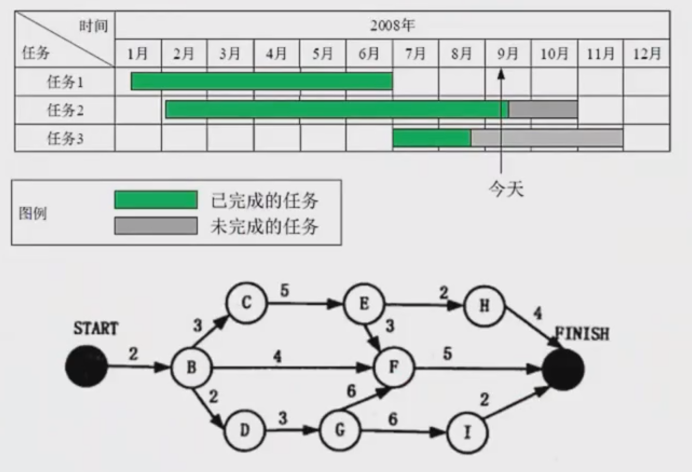 时间
2008年
任务
1月 2月 3月 4月 5月 6月 7月 8月 9月 10月 11月 12月
任务1
任务2
任务3
今天
图例
已完成的任务
未完成的任务
START
2
B
3
C
5
E
2
H
4
FINISH
4
3
F
5
2
D
3
G
6
6
I
2